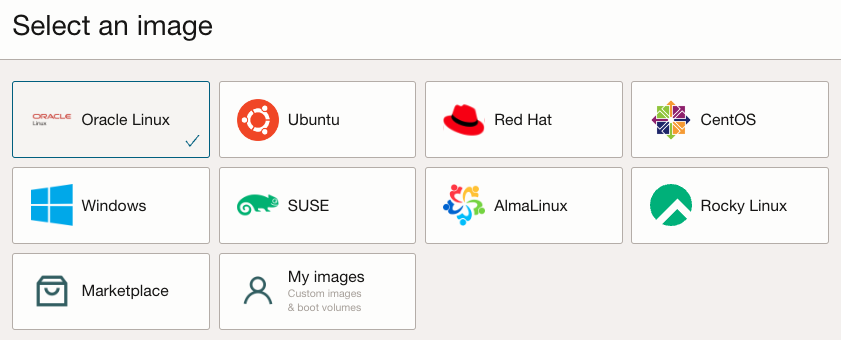 Select an image
ORACLE
Linux
Oracle Linux
Ubuntu
Red Hat
CentOS
Windows
SUSE
AlmaLinux
Rocky Linux
Marketplace
My images
Custom images
& boot volumes